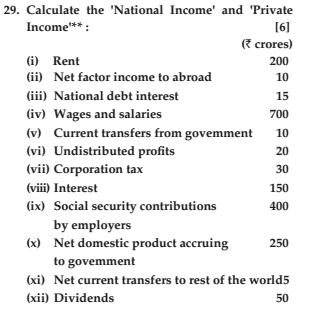 29. Calculate the 'National Income' and 'Private
Income'** : [6]
(₹ crores)
(i) Rent 200
(ii) Net factor income to abroad 10
(iii) National debt interest 15
(iv) Wages and salaries 700
(v) Current transfers from govemment 10
(vi) Undistributed profits 20
(vii) Corporation tax 30
(viii) Interest 150
(ix) Social security contributions 400
by employers
(x) Net domestic product accruing 250
to govemment
(xi) Net current transfers to rest of the world5
(xii) Dividends 50